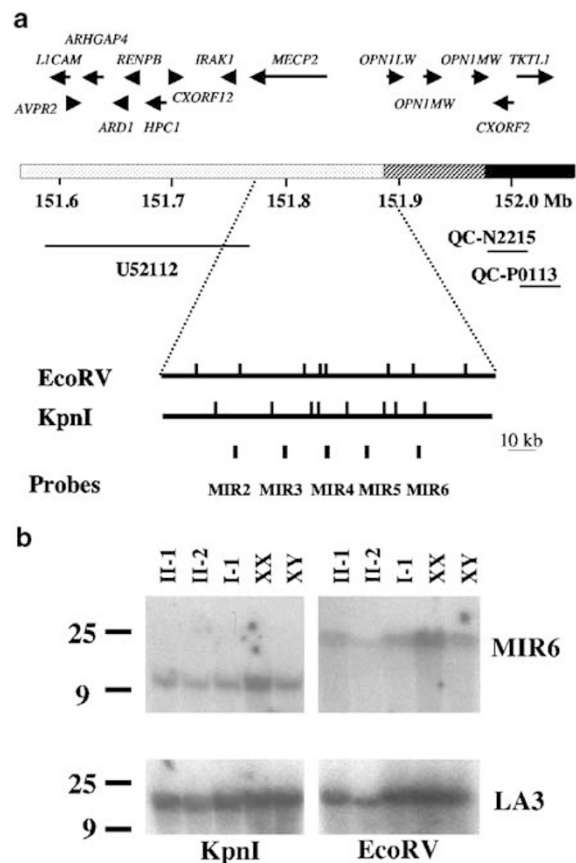 a
ARHGAP4
L1CAM RENPB IRAK1 MECP2 OPN1LW OPN1MW TKTL1
CXORF12
AVPR2 ARD1 HPC1 OPN1MW CXORF2
151.6 151.7 151.8 151.9 152.0 Mb
QC-N2215
U52112 QC-P0113
EcoRV
KpnI
10 kb
Probes MIR2 MIR3 MIR4 MIR5 MIR6
b
II-1 II-2 I-1 XX XY II-1 II-2 I-1 XX XY
25
MIR6
9
25
LA3
9
KpnI EcoRV